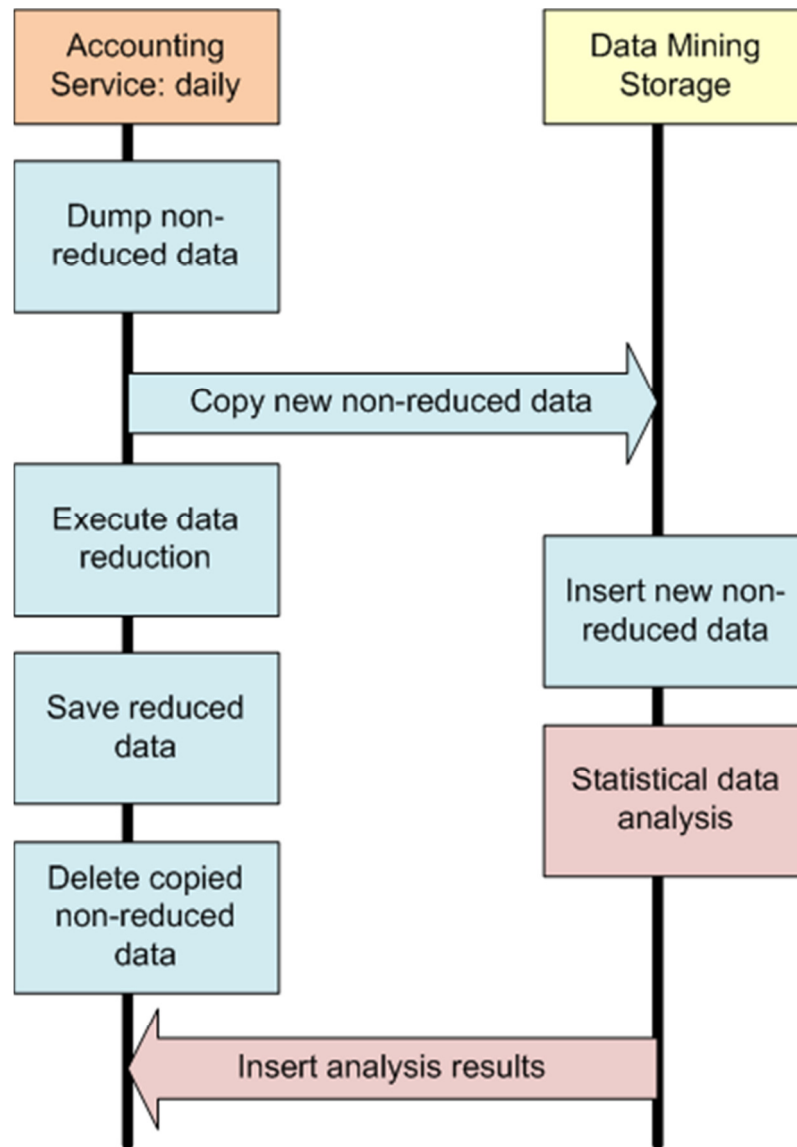 Accounting
Service: daily
Data Mining
Storage
Dump non-
reduced data
Copy new non-reduced data
Execute data
reduction
Insert new non-
reduced data
Save reduced
data
Statistical data
analysis
Delete copied
non-reduced
data
Insert analysis results